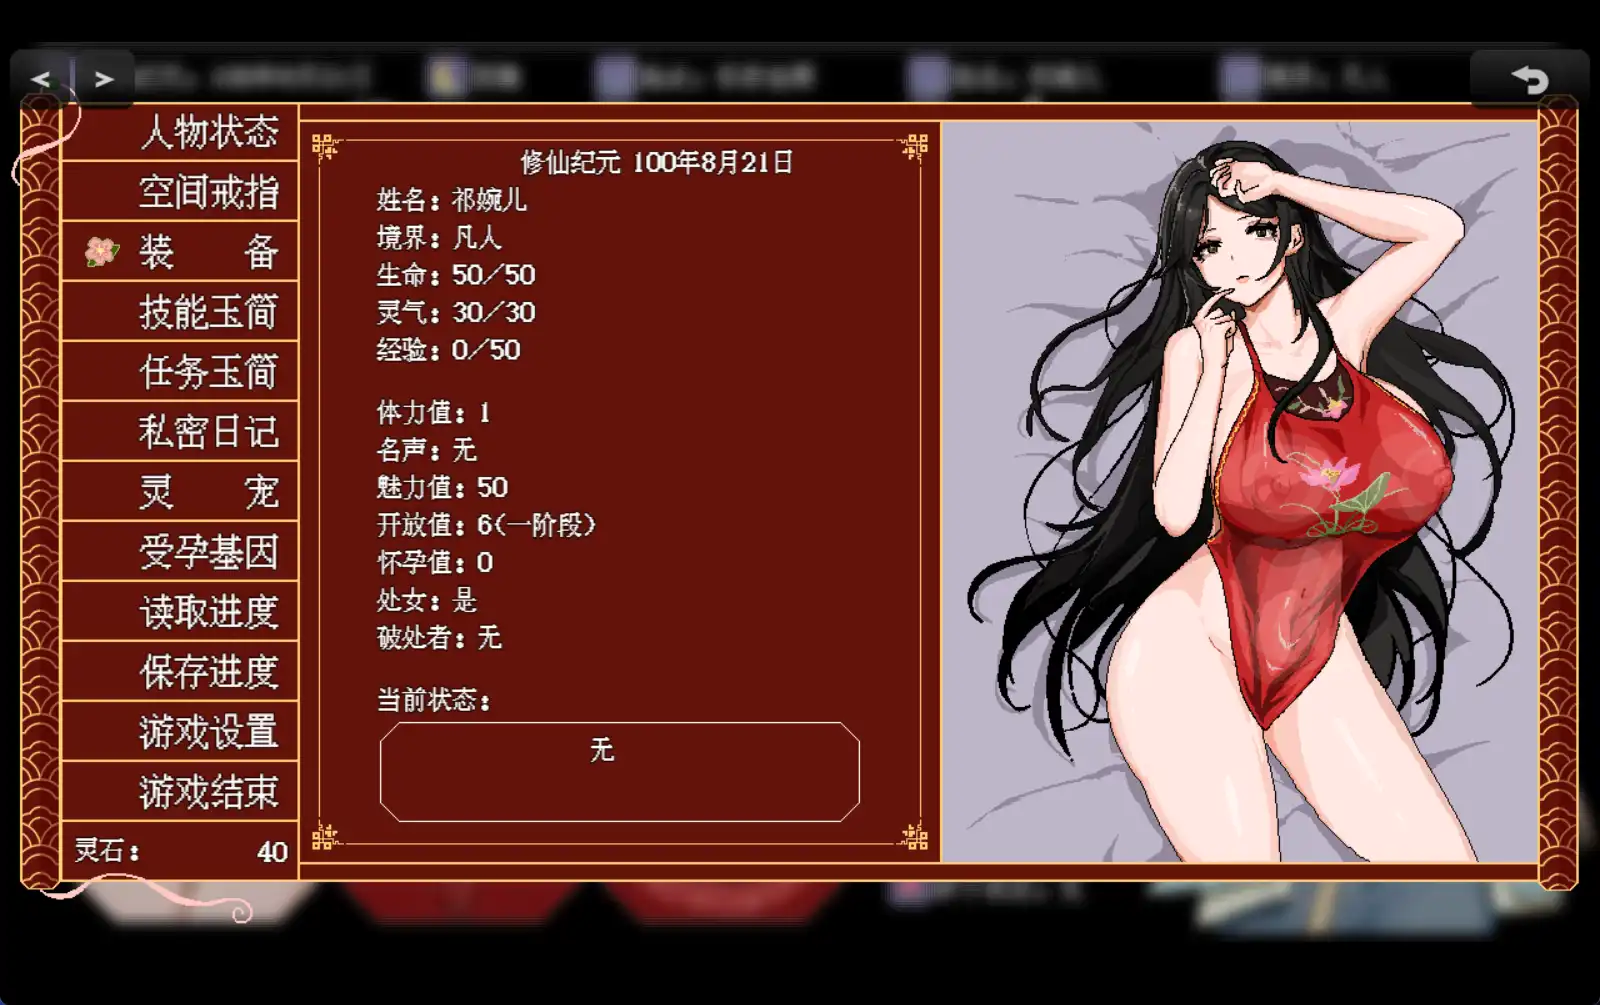 人物状态
空间戒指
装 备
技能玉简
任务玉简
私密日记
灵 宠
受孕基因
读取进度
保存进度
游戏设置
游戏结束
灵石： 40
修仙纪元 100年8月21日
姓名：祁婉儿
境界：凡人
生命：50/50
灵气：30/30
经验：0/50
体力值：1
名声：无
魅力值：50
开放值：6(一阶段)
怀孕值：0
处女：是
破处者：无
当前状态：
无